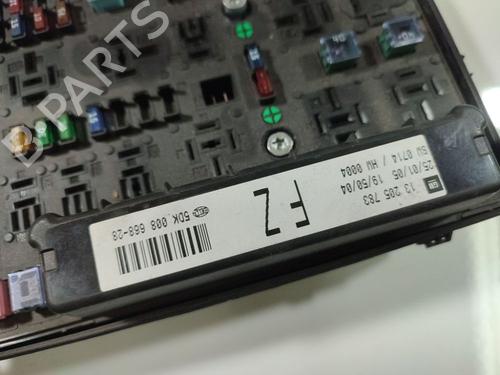 GM 13 205 783
25/01/05 19/50/04
SW 0714 / HW 0004
FZ
5DK 008 668-28
B-PARTS